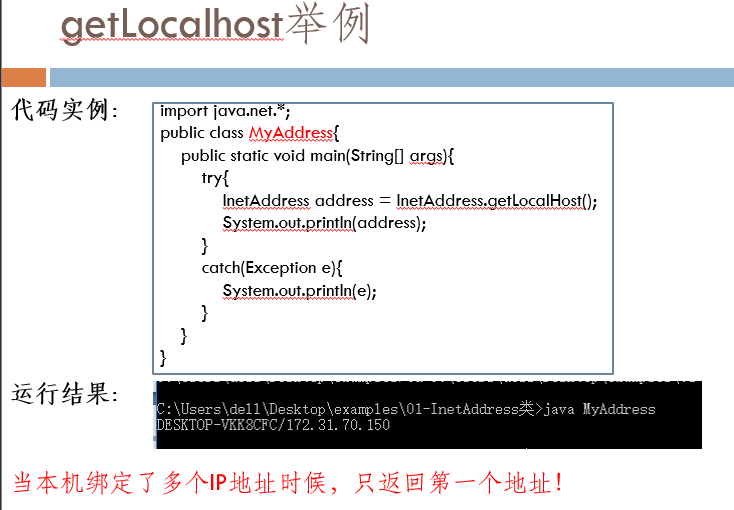 getLocalhost举例
代码实例：
import java.net.*;
public class MyAddress{
public static void main(String[] args){
try{
InetAddress address = InetAddress.getLocalHost();
System.out.println(address);
}
catch(Exception e){
System.out.println(e);
}
}
}
运行结果：
C:\Users\dell\Desktop\examples\01-InetAddress类>java MyAddress
DESKTOP-VKK8CFC/172.31.70.150
当本机绑定了多个IP地址时候，只返回第一个地址！